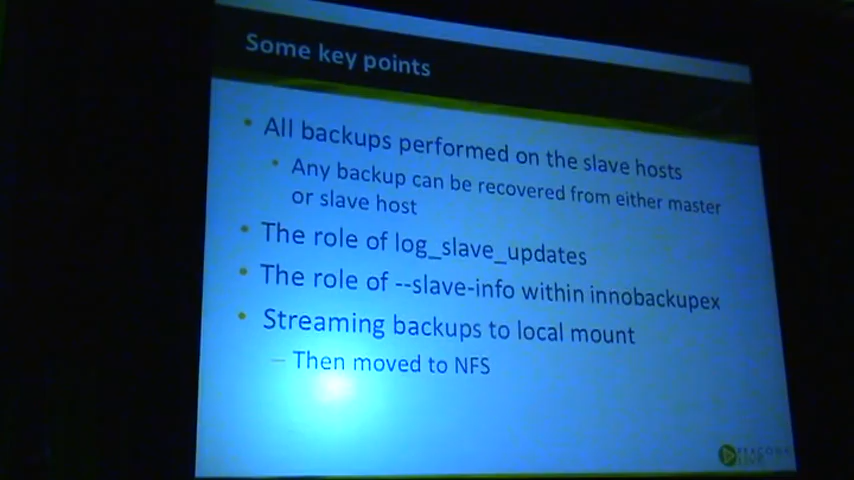 Some key points
• All backups performed on the slave hosts
• Any backup can be recovered from either master
or slave host
• The role of log_slave_updates
• The role of --slave-info within innobackupex
• Streaming backups to local mount
– Then moved to NFS
PERCONA
LIVE